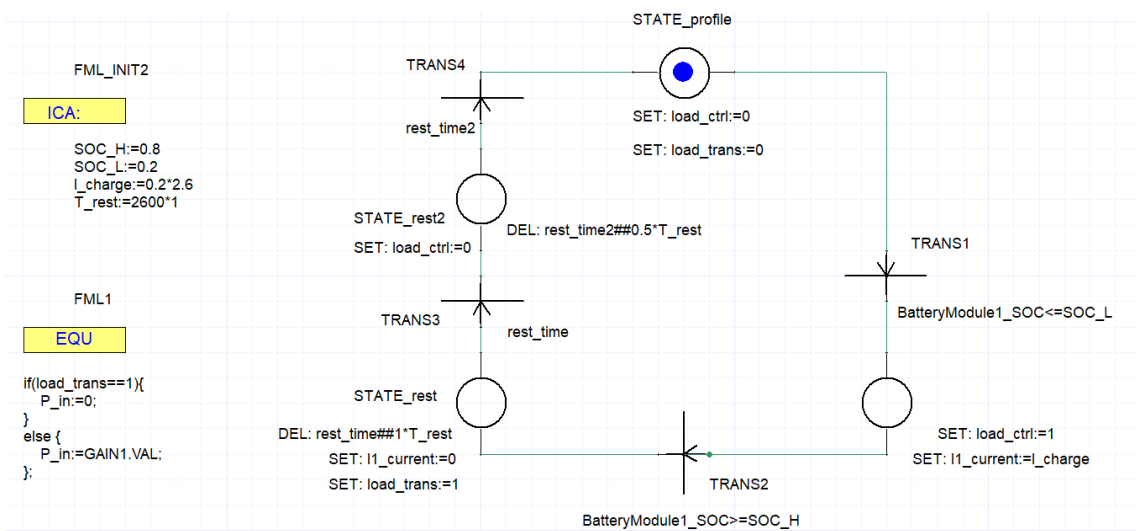 STATE_profile
FML_INIT2
ICA:
SOC_H:=0.8
SOC_L:=0.2
I_charge:=0.2*2.6
T_rest:=2600*1
TRANS4
rest_time2
SET: load_ctrl:=0
SET: load_trans:=0
STATE_rest2
DEL: rest_time2##0.5*T_rest
SET: load_ctrl:=0
TRANS1
BatteryModule1_SOC<=SOC_L
FML1
EQU
if(load_trans==1){
P_in:=0;
}
else {
P_in:=GAIN1.VAL;
};
TRANS3
rest_time
STATE_rest
DEL: rest_time##1*T_rest
SET: I1_current:=0
SET: load_trans:=1
SET: load_ctrl:=1
SET: I1_current:=I_charge
TRANS2
BatteryModule1_SOC>=SOC_H